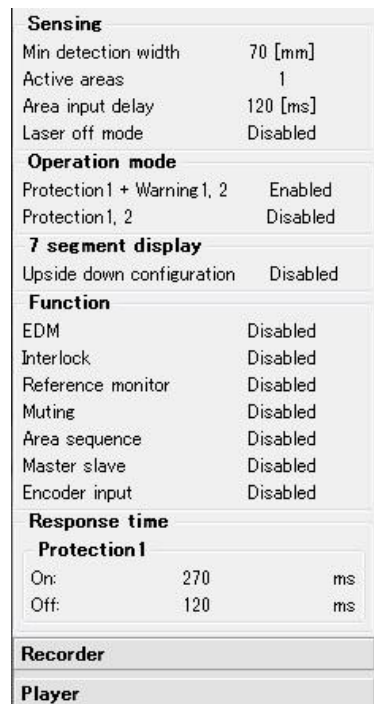 Sensing
Min detection width 70 [mm]
Active areas 1
Area input delay 120 [ms]
Laser off mode Disabled
Operation mode
Protection1 + Warning1, 2 Enabled
Protection1, 2 Disabled
7 segment display
Upside down configuration Disabled
Function
EDM Disabled
Interlock Disabled
Reference monitor Disabled
Muting Disabled
Area sequence Disabled
Master slave Disabled
Encoder input Disabled
Response time
Protection1
On: 270 ms
Off: 120 ms
Recorder
Player